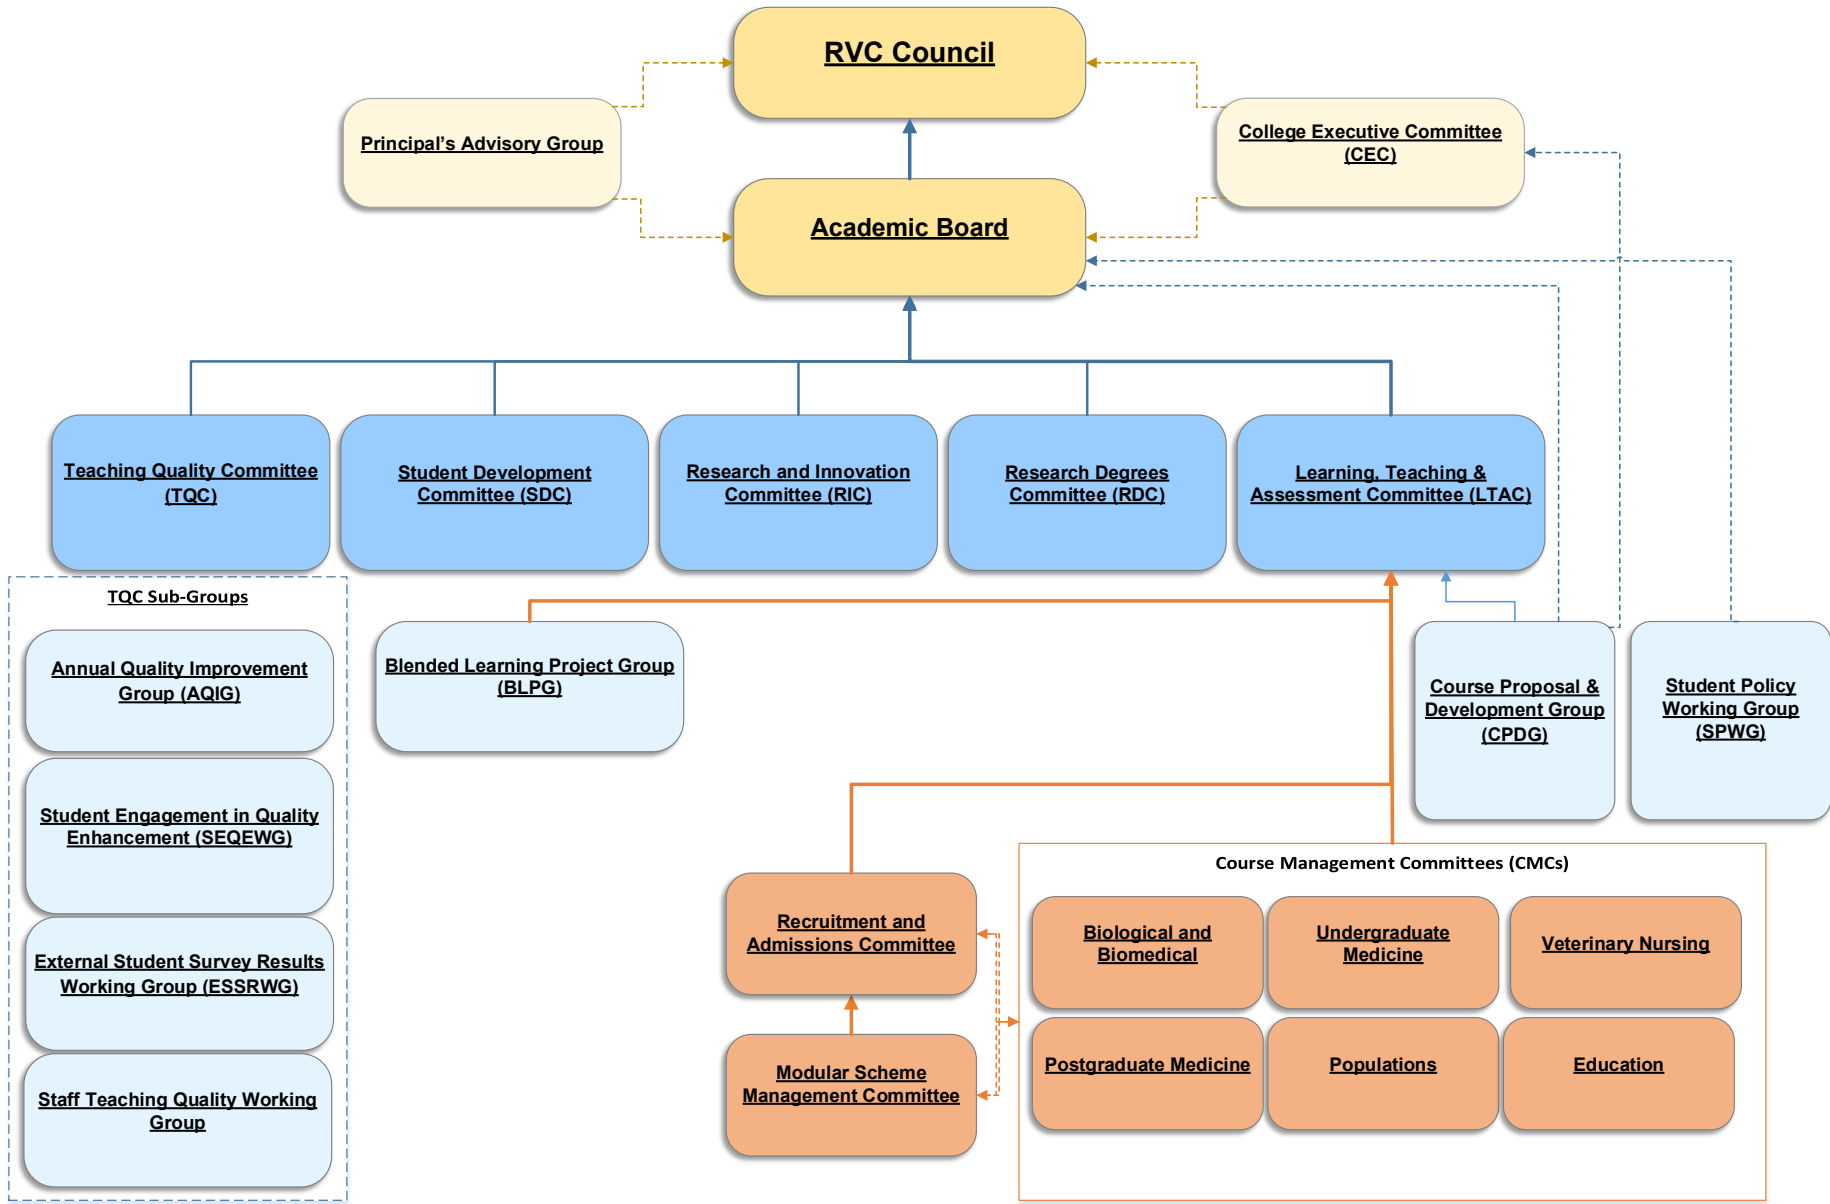 RVC Council
Principal's Advisory Group
College Executive Committee
(CEC)
Academic Board
Teaching Quality Committee
(TQC)
Student Development
Committee (SDC)
Research and Innovation
Committee (RIC)
Research Degrees
Committee (RDC)
Learning, Teaching &
Assessment Committee (LTAC)
TQC Sub-Groups
Annual Quality Improvement
Group (AQIG)
Student Engagement in Quality
Enhancement (SEQEWG)
External Student Survey Results
Working Group (ESSRWG)
Staff Teaching Quality Working
Group
Blended Learning Project Group
(BLPG)
Course Proposal &
Development Group
(CPDG)
Student Policy
Working Group
(SPWG)
Recruitment and
Admissions Committee
Modular Scheme
Management Committee
Course Management Committees (CMCs)
Biological and
Biomedical
Undergraduate
Medicine
Veterinary Nursing
Postgraduate Medicine
Populations
Education